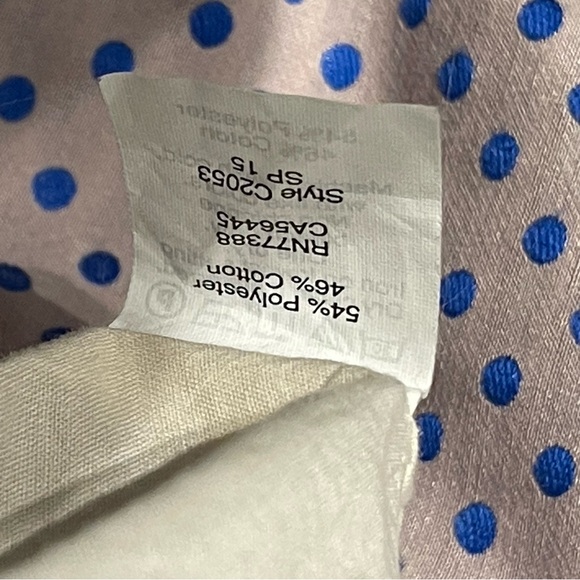 54% Polyester
46% Cotton
RN77388
CA56445
Style C2053
SP 15